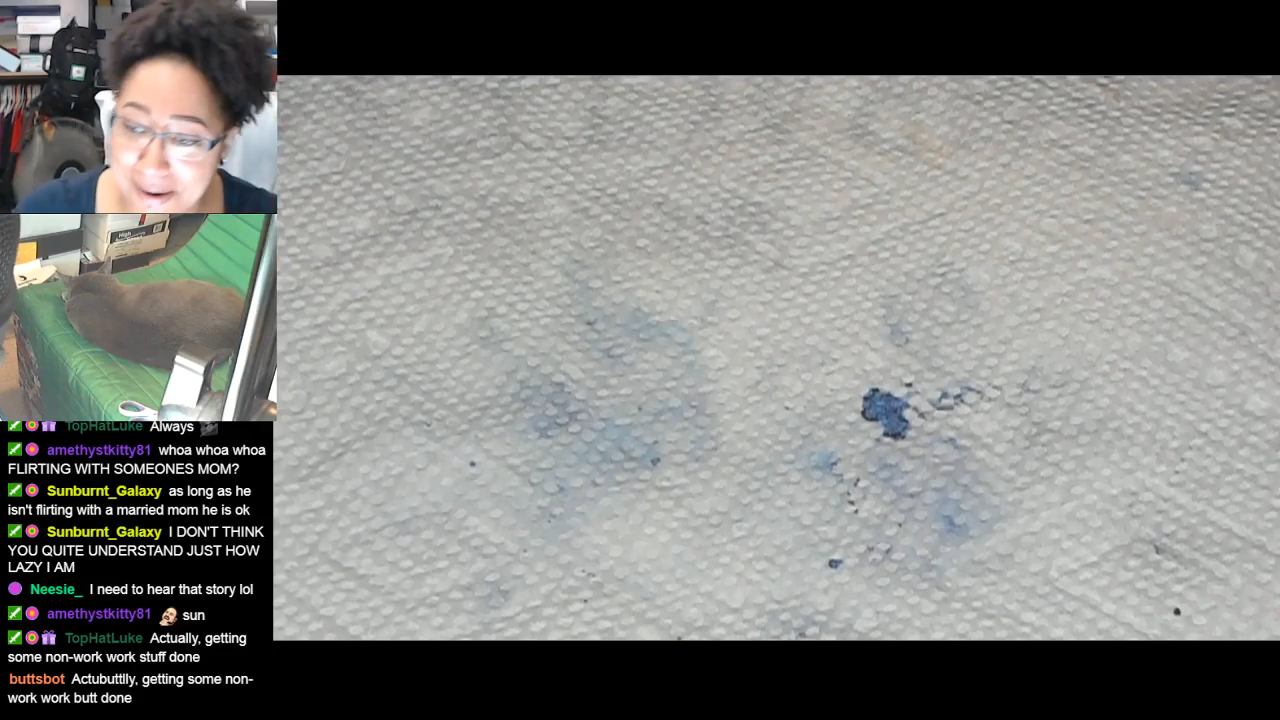 High
TopHatLuke Always
amethystkitty81 whoa whoa whoa
FLIRTING WITH SOMEONES MOM?
Sunburnt_Galaxy as long as he
isn't flirting with a married mom he is ok
Sunburnt_Galaxy I DON'T THINK
YOU QUITE UNDERSTAND JUST HOW
LAZY I AM
Neesie_ I need to hear that story lol
amethystkitty81 sun
TopHatLuke Actually, getting
some non-work work stuff done
buttsbot Actubuttlly, getting some non-
work work butt done